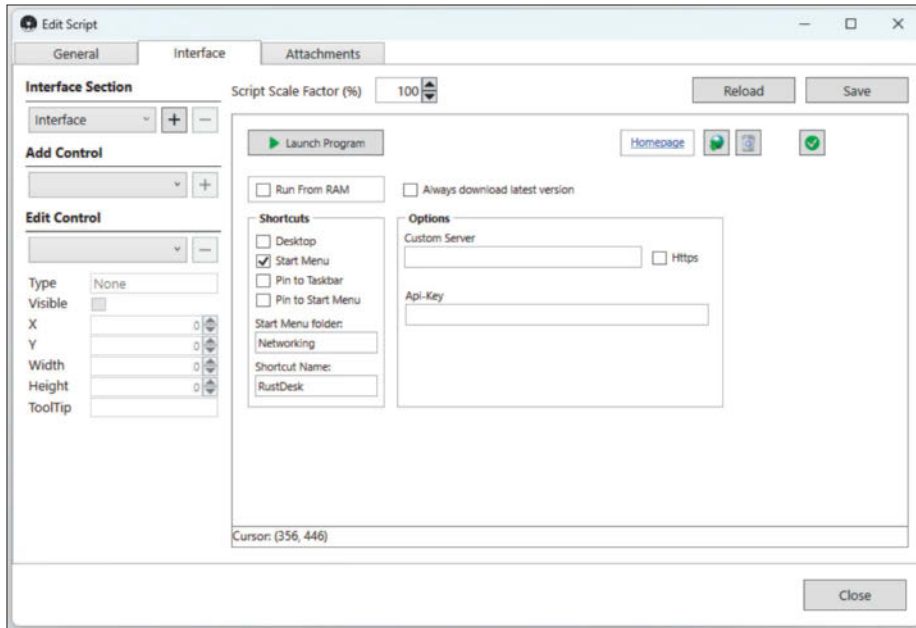 Edit Script
General Interface Attachments
Interface Section
Script Scale Factor (%) 100 Reload Save
Interface
Launch Program Homepage
Add Control
Run From RAM Always download latest version
Edit Control
Shortcuts Options
Desktop Custom Server
Start Menu Https
Pin to Taskbar
Pin to Start Menu Api-Key
Start Menu folder:
Networking
Shortcut Name:
RustDesk
Type None
Visible
X 0
Y 0
Width 0
Height 0
ToolTip
Cursor: (356, 446)
Close